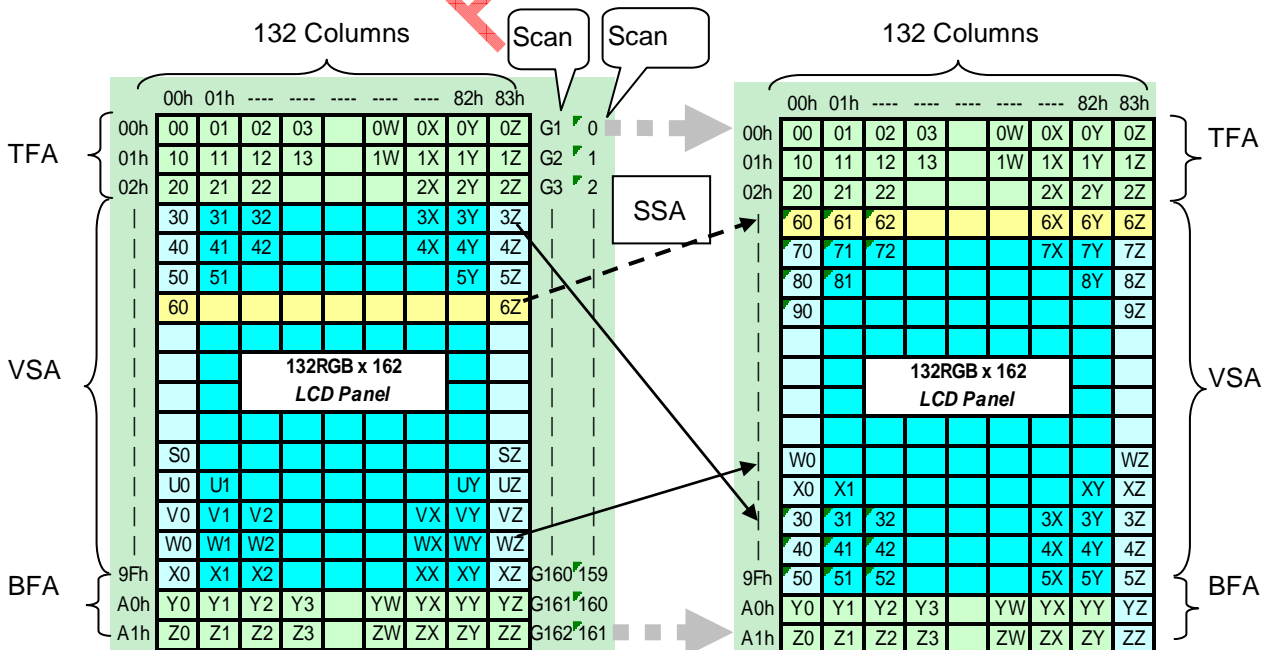 132 Columns
Scan
Scan
132 Columns
00h 01h ---- ---- ---- ---- ---- 82h 83h
00h 01h ---- ---- ---- ---- ---- 82h 83h
TFA
00h 00 01 02 03 0W 0X 0Y 0Z G1 0
01h 10 11 12 13 1W 1X 1Y 1Z G2 1
02h 20 21 22 2X 2Y 2Z G3 2
30 31 32 3X 3Y 3Z
40 41 42 4X 4Y 4Z
50 51 5Y 5Z
60 6Z
VSA
132RGB x 162
LCD Panel
S0 SZ
U0 U1 UY UZ
V0 V1 V2 VX VY VZ
W0 W1 W2 WX WY WZ
9Fh X0 X1 X2 XX XY XZ G160 159
BFA
A0h Y0 Y1 Y2 Y3 YW YX YY YZ G161 160
A1h Z0 Z1 Z2 Z3 ZW ZX ZY ZZ G162 161
SSA
00h 00 01 02 03 0W 0X 0Y 0Z
TFA
01h 10 11 12 13 1W 1X 1Y 1Z
02h 20 21 22 2X 2Y 2Z
60 61 62 6X 6Y 6Z
70 71 72 7X 7Y 7Z
80 81 8Y 8Z
90 9Z
132RGB x 162
LCD Panel
VSA
W0 WZ
X0 X1 XY XZ
30 31 32 3X 3Y 3Z
40 41 42 4X 4Y 4Z
9Fh 50 51 52 5X 5Y 5Z
BFA
A0h Y0 Y1 Y2 Y3 YW YX YY YZ
A1h Z0 Z1 Z2 Z3 ZW ZX ZY ZZ